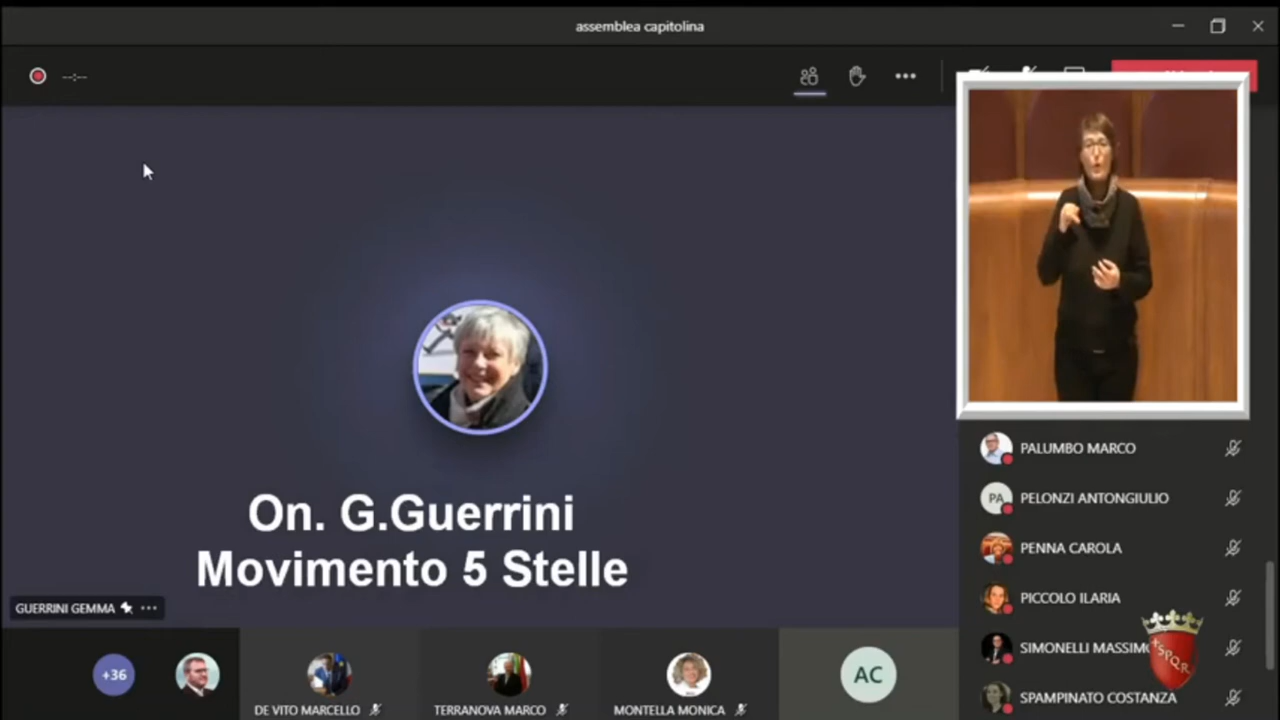 assemblea capitolina
--:--
On. G.Guerrini
Movimento 5 Stelle
GUERRINI GEMMA
+36
DE VITO MARCELLO
TERRANOVA MARCO
MONTELLA MONICA
AC
PALUMBO MARCO
PA
PELONZI ANTONGIULIO
PENNA CAROLA
PICCOLO ILARIA
SIMONELLI MASSIMO
SPAMPINATO COSTANZA
S.P.Q.R.